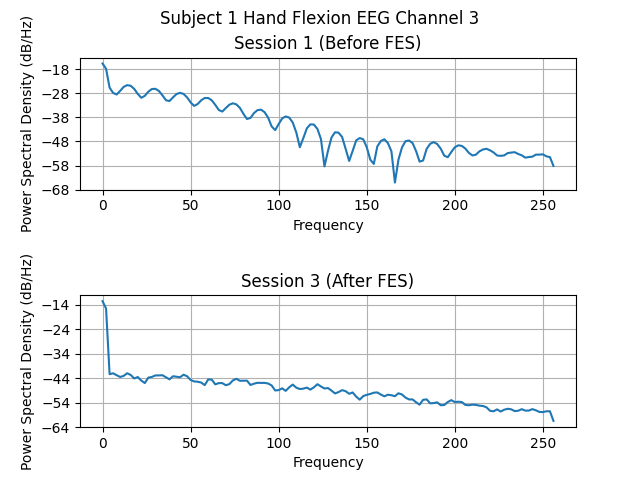 Subject 1 Hand Flexion EEG Channel 3
Session 1 (Before FES)
Power Spectral Density (dB/Hz)
−18
−28
−38
−48
−58
−68
0 50 100 150 200 250
Frequency
Session 3 (After FES)
Power Spectral Density (dB/Hz)
−14
−24
−34
−44
−54
−64
0 50 100 150 200 250
Frequency